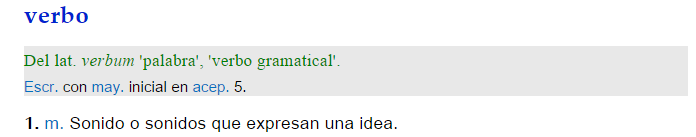 verbo
Del lat. verbum 'palabra', 'verbo gramatical'.
Escr. con may. inicial en acep. 5.
1. m. Sonido o sonidos que expresan una idea.